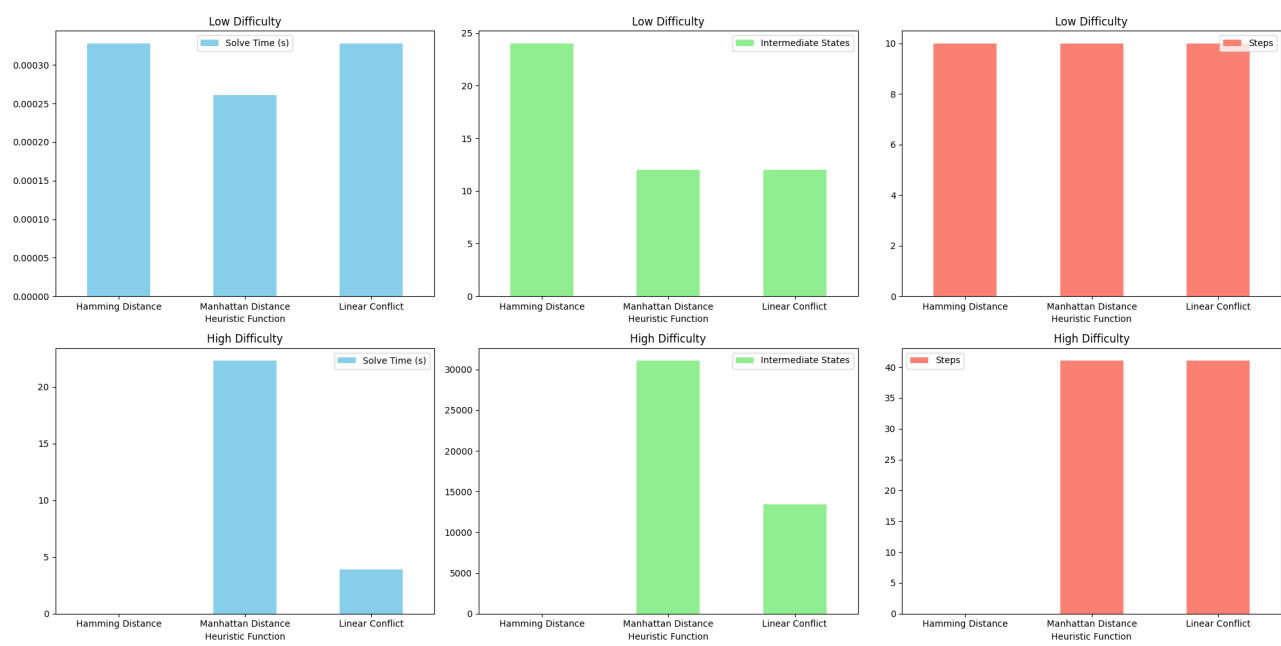 Low Difficulty
Solve Time (s)
0.00030
0.00025
0.00020
0.00015
0.00010
0.00005
0.00000
Hamming Distance Manhattan Distance Linear Conflict
Heuristic Function
Low Difficulty
Intermediate States
25
20
15
10
5
0
Hamming Distance Manhattan Distance Linear Conflict
Heuristic Function
Low Difficulty
Steps
10
8
6
4
2
0
Hamming Distance Manhattan Distance Linear Conflict
Heuristic Function
High Difficulty
Solve Time (s)
20
15
10
5
0
Hamming Distance Manhattan Distance Linear Conflict
Heuristic Function
High Difficulty
Intermediate States
30000
25000
20000
15000
10000
5000
0
Hamming Distance Manhattan Distance Linear Conflict
Heuristic Function
High Difficulty
Steps
40
35
30
25
20
15
10
5
0
Hamming Distance Manhattan Distance Linear Conflict
Heuristic Function